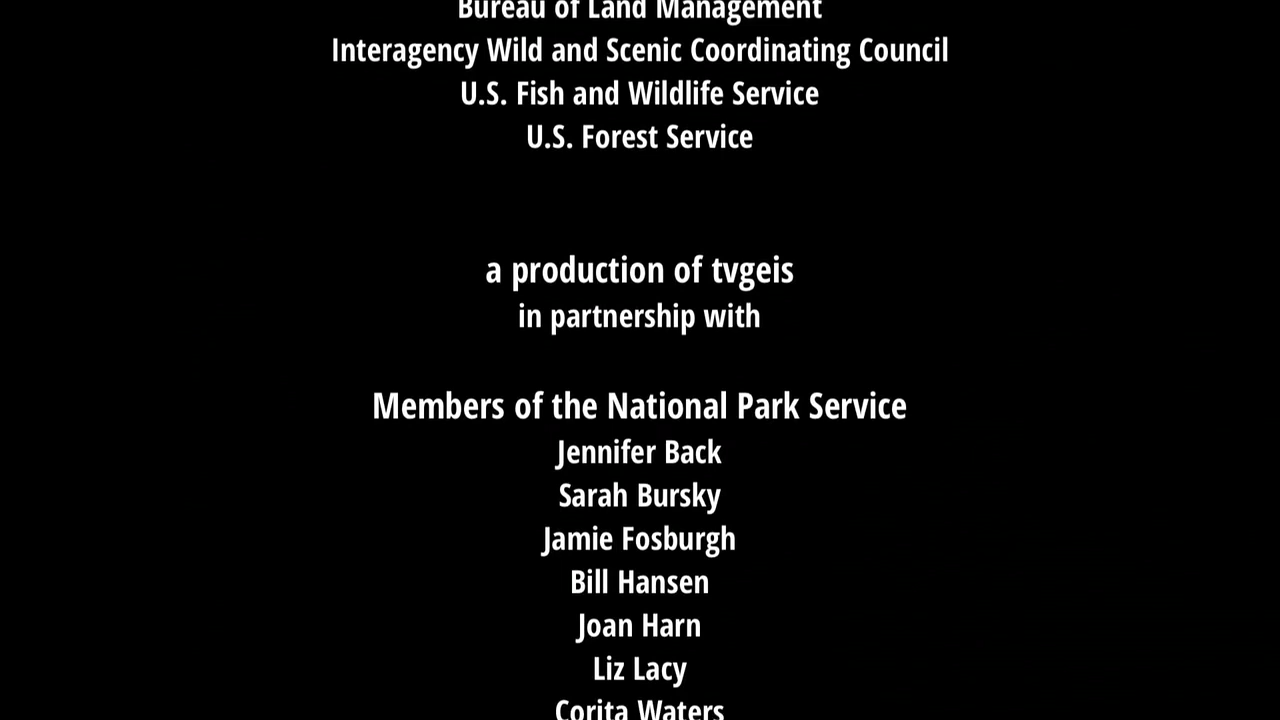 Bureau of Land Management
Interagency Wild and Scenic Coordinating Council
U.S. Fish and Wildlife Service
U.S. Forest Service
a production of tvgeis
in partnership with
Members of the National Park Service
Jennifer Back
Sarah Bursky
Jamie Fosburgh
Bill Hansen
Joan Harn
Liz Lacy
Corita Waters